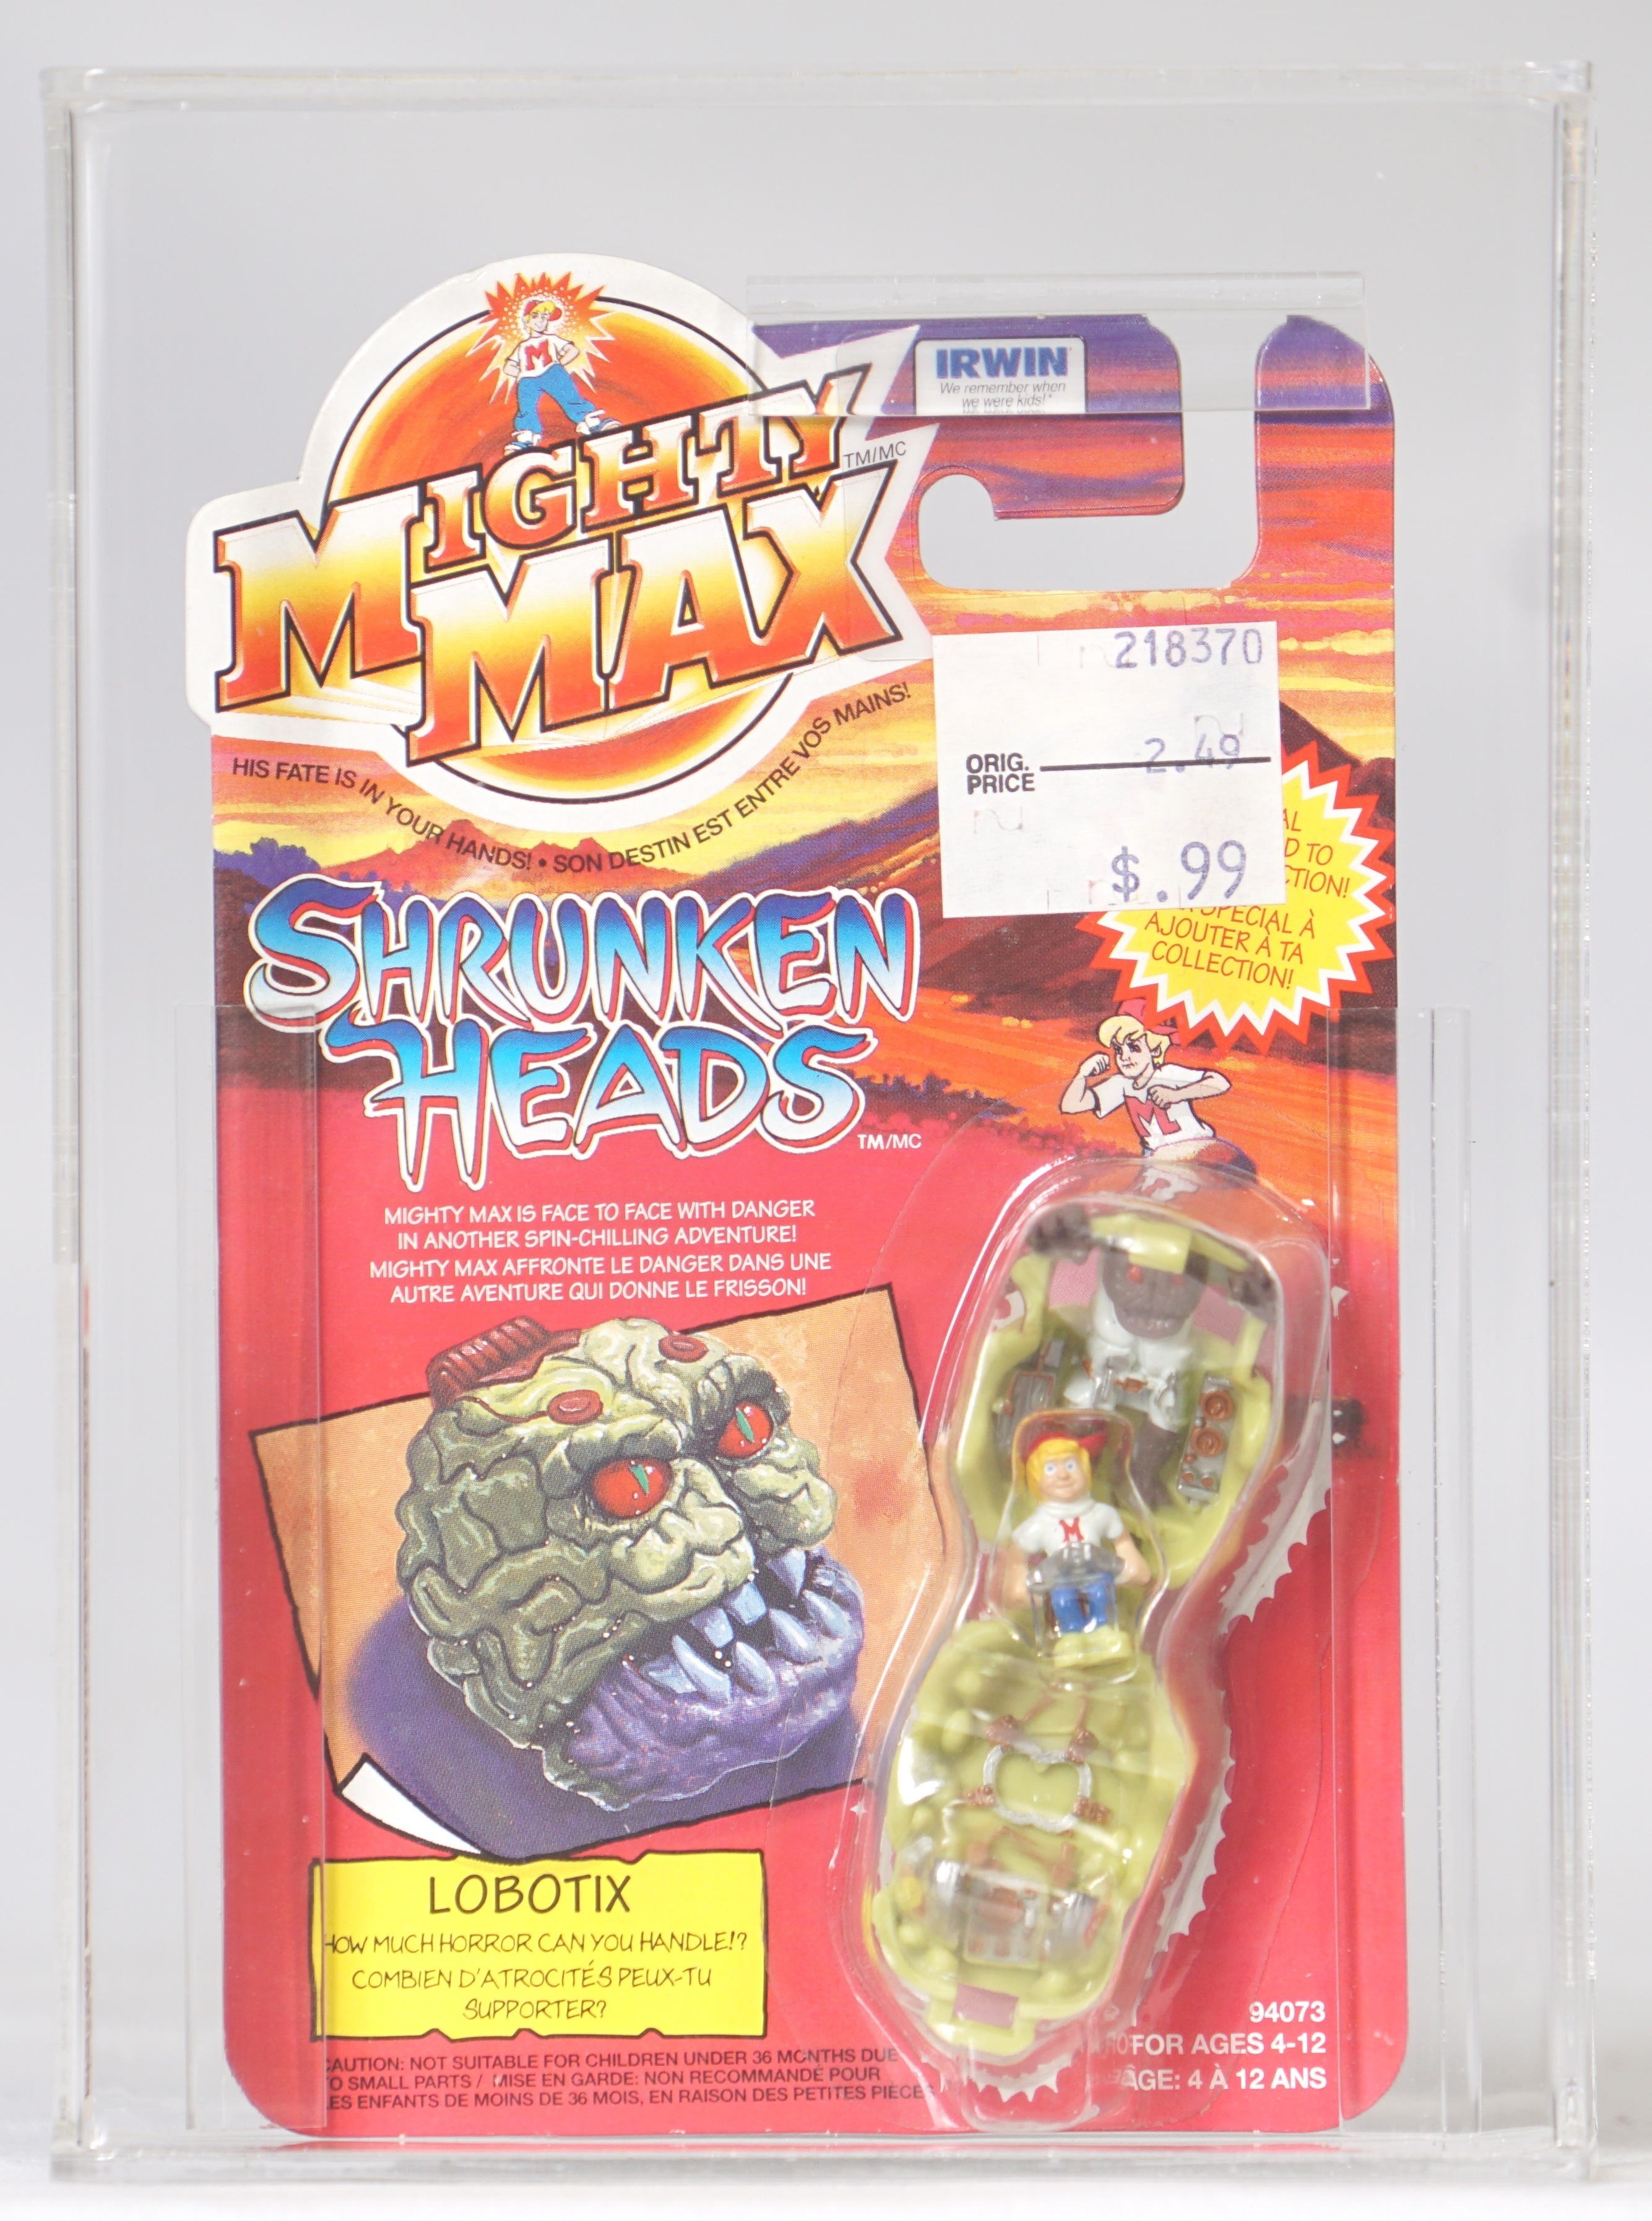 IRWIN
We remember when
we were kids!
MIGHTY
MAX
TM/MC
HIS FATE IS IN YOUR HANDS! • SON DESTIN EST ENTRE VOS MAINS!
218370
2.49
ORIG.
PRICE
$.99
TO
SPÉCIAL À
AJOUTER À TA
COLLECTION!
SHRUNKEN
HEADS
TM/MC
M
M
MIGHTY MAX IS FACE TO FACE WITH DANGER
IN ANOTHER SPIN-CHILLING ADVENTURE!
MIGHTY MAX AFFRONTE LE DANGER DANS UNE
AUTRE AVENTURE QUI DONNE LE FRISSON!
M
LOBOTIX
HOW MUCH HORROR CAN YOU HANDLE!?
COMBIEN D'ATROCITÉS PEUX-TU
SUPPORTER?
94073
FOR AGES 4-12
ÂGE: 4 À 12 ANS
CAUTION: NOT SUITABLE FOR CHILDREN UNDER 36 MONTHS DUE
TO SMALL PARTS / MISE EN GARDE: NON RECOMMANDÉ POUR
LES ENFANTS DE MOINS DE 36 MOIS, EN RAISON DES PETITES PIÈCES